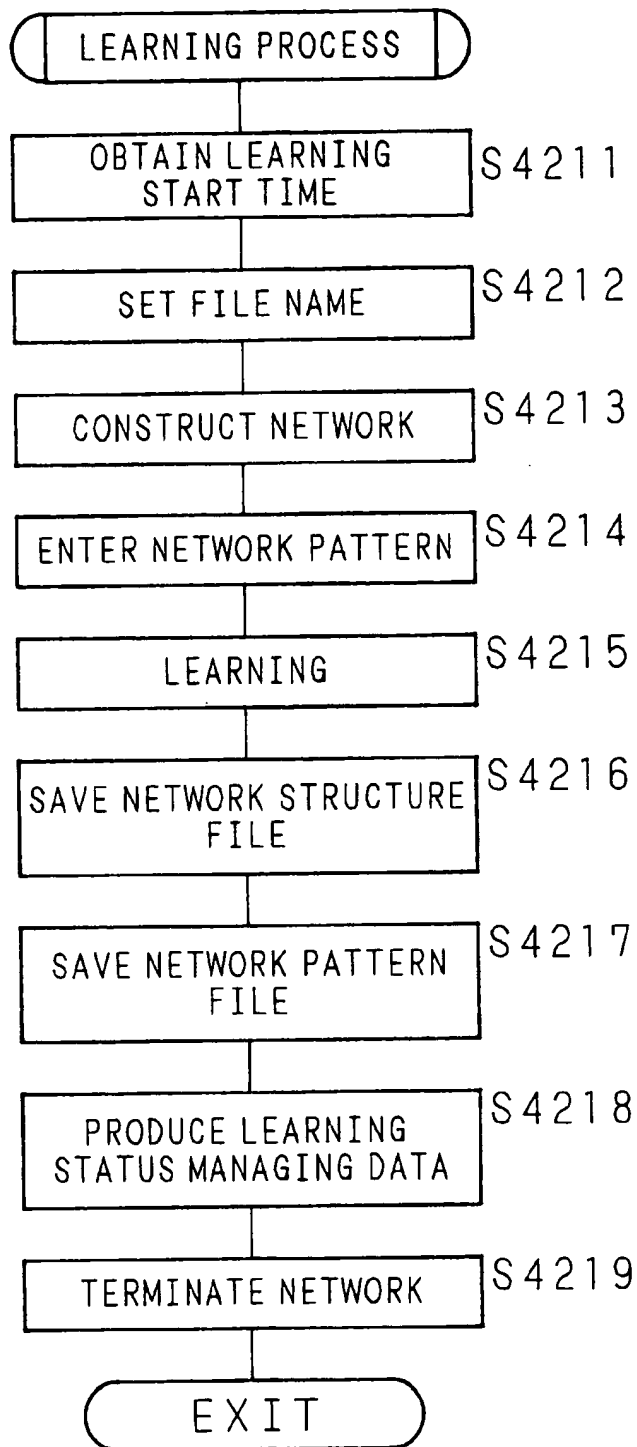 LEARNING PROCESS
OBTAIN LEARNING
START TIME
S4211
SET FILE NAME
S4212
CONSTRUCT NETWORK
S4213
ENTER NETWORK PATTERN
S4214
LEARNING
S4215
SAVE NETWORK STRUCTURE
FILE
S4216
SAVE NETWORK PATTERN
FILE
S4217
PRODUCE LEARNING
STATUS MANAGING DATA
S4218
TERMINATE NETWORK
S4219
EXIT